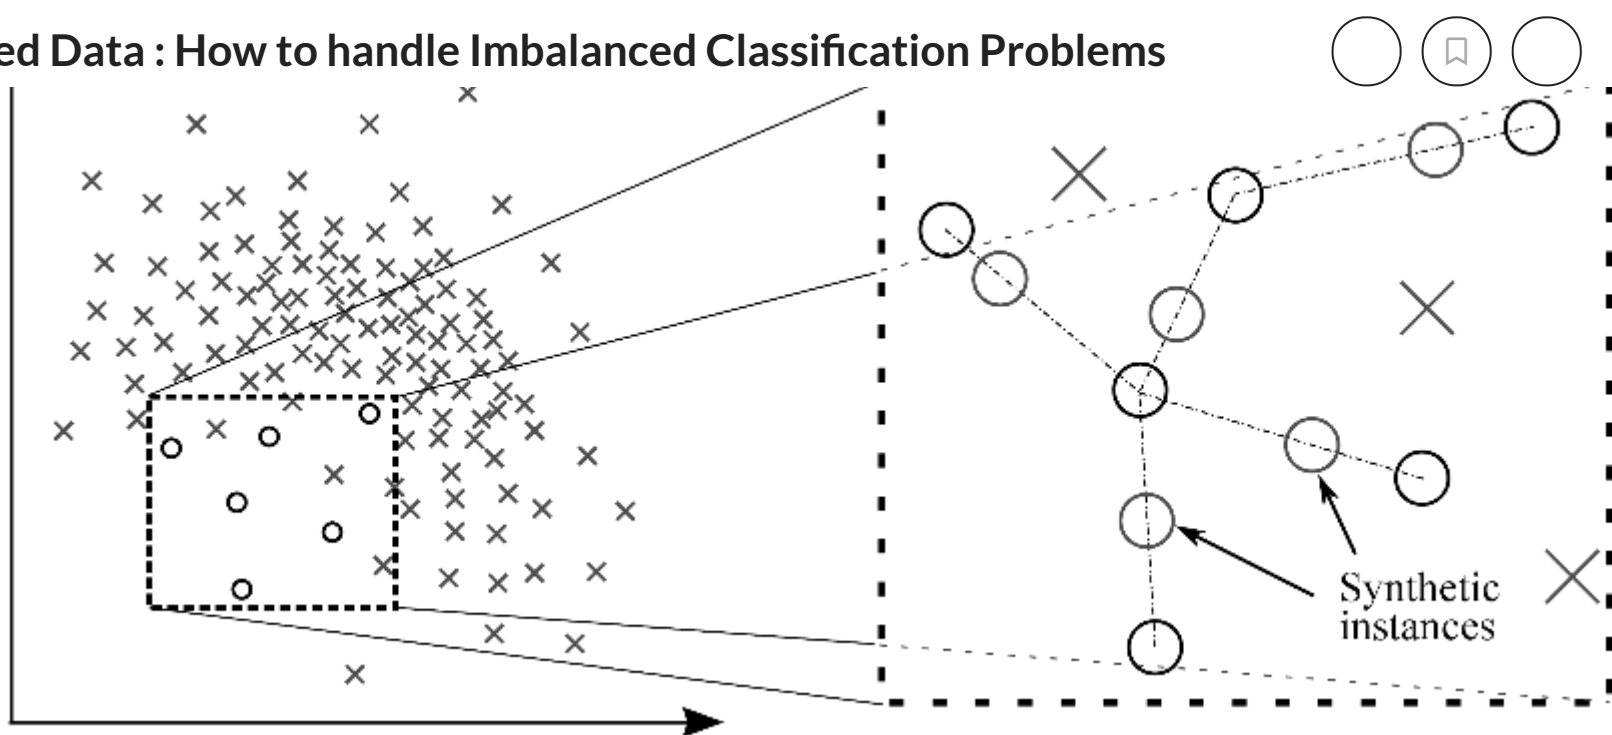 ed Data : How to handle Imbalanced Classification Problems
Synthetic
instances